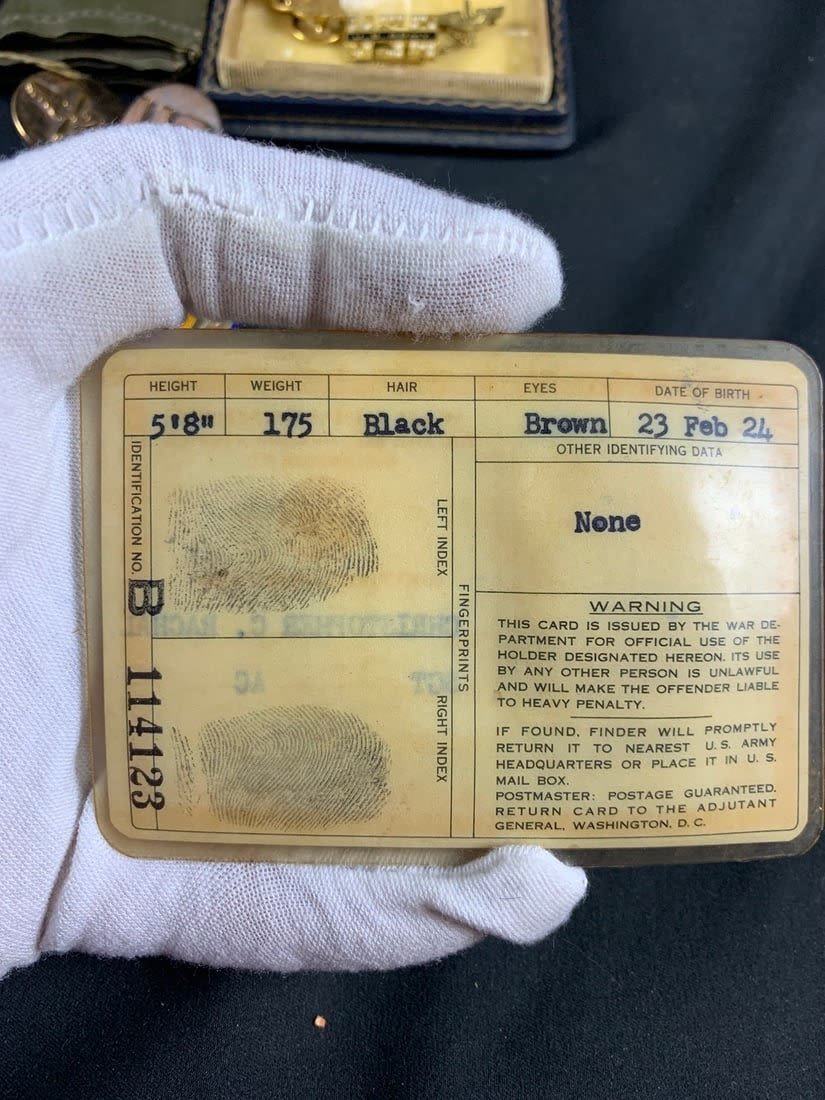 HEIGHT WEIGHT HAIR EYES DATE OF BIRTH
5'8" 175 Black Brown 23 Feb 24
IDENTIFICATION NO. B 114123
LEFT INDEX
RIGHT INDEX
FINGERPRINTS
OTHER IDENTIFYING DATA
None
WARNING
THIS CARD IS ISSUED BY THE WAR DE-
PARTMENT FOR OFFICIAL USE OF THE
HOLDER DESIGNATED HEREON. ITS USE
BY ANY OTHER PERSON IS UNLAWFUL
AND WILL MAKE THE OFFENDER LIABLE
TO HEAVY PENALTY.
IF FOUND, FINDER WILL PROMPTLY
RETURN IT TO NEAREST U.S. ARMY
HEADQUARTERS OR PLACE IT IN U. S.
MAIL BOX.
POSTMASTER: POSTAGE GUARANTEED.
RETURN CARD TO THE ADJUTANT
GENERAL, WASHINGTON, D. C.